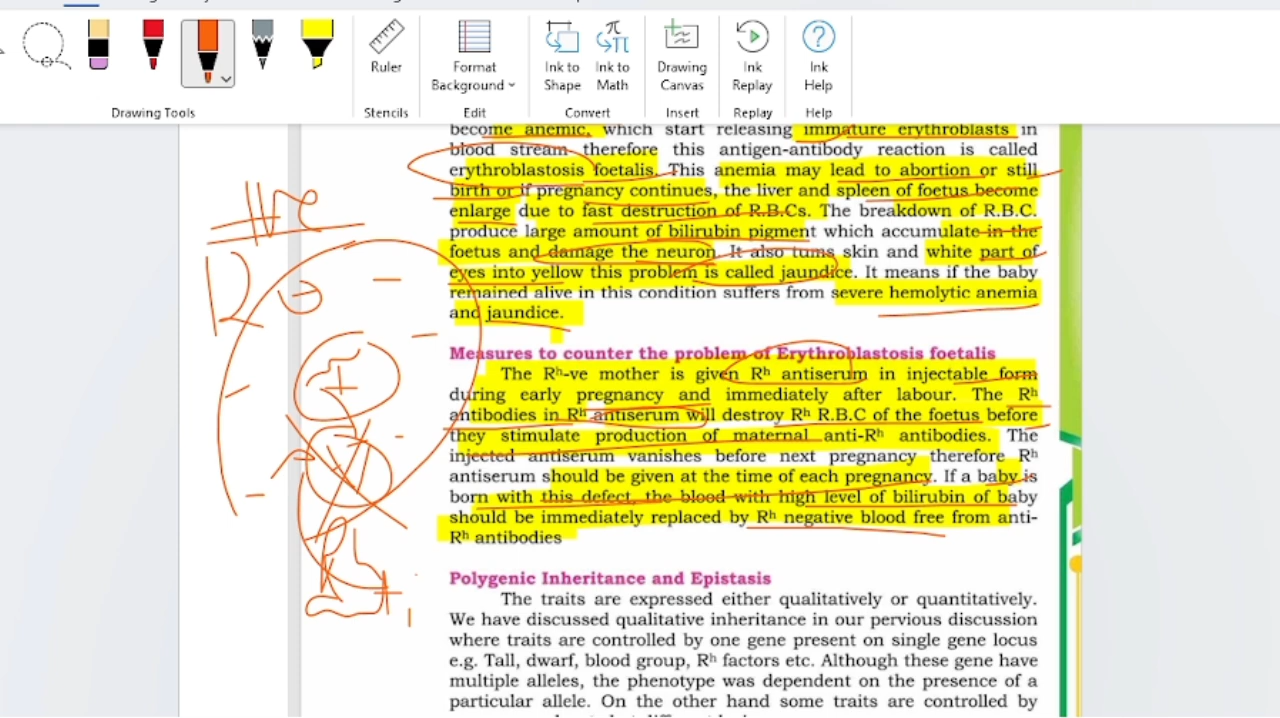 Ruler
Format Background
Ink to Shape
Ink to Math
Drawing Canvas
Ink Replay
Ink Help
Drawing Tools
Stencils
Edit
Convert
Insert
Replay
Help
become anemic, which start releasing immature erythroblasts in
blood stream therefore this antigen-antibody reaction is called
erythroblastosis foetalis. This anemia may lead to abortion or still
birth or if pregnancy continues, the liver and spleen of foetus become
enlarge due to fast destruction of R.B.Cs. The breakdown of R.B.C.
produce large amount of bilirubin pigment which accumulate in the
foetus and damage the neuron. It also turns skin and white part of
eyes into yellow this problem is called jaundice. It means if the baby
remained alive in this condition suffers from severe hemolytic anemia
and jaundice.
Measures to counter the problem of Erythroblastosis foetalis
The Rʰ-ve mother is given Rʰ antiserum in injectable form
during early pregnancy and immediately after labour. The Rʰ
antibodies in Rʰ antiserum will destroy Rʰ R.B.C of the foetus before
they stimulate production of maternal anti-Rʰ antibodies. The
injected antiserum vanishes before next pregnancy therefore Rʰ
antiserum should be given at the time of each pregnancy. If a baby is
born with this defect, the blood with high level of bilirubin of baby
should be immediately replaced by Rʰ negative blood free from anti-
Rʰ antibodies
Polygenic Inheritance and Epistasis
The traits are expressed either qualitatively or quantitatively.
We have discussed qualitative inheritance in our pervious discussion
where traits are controlled by one gene present on single gene locus
e.g. Tall, dwarf, blood group, Rʰ factors etc. Although these gene have
multiple alleles, the phenotype was dependent on the presence of a
particular allele. On the other hand some traits are controlled by